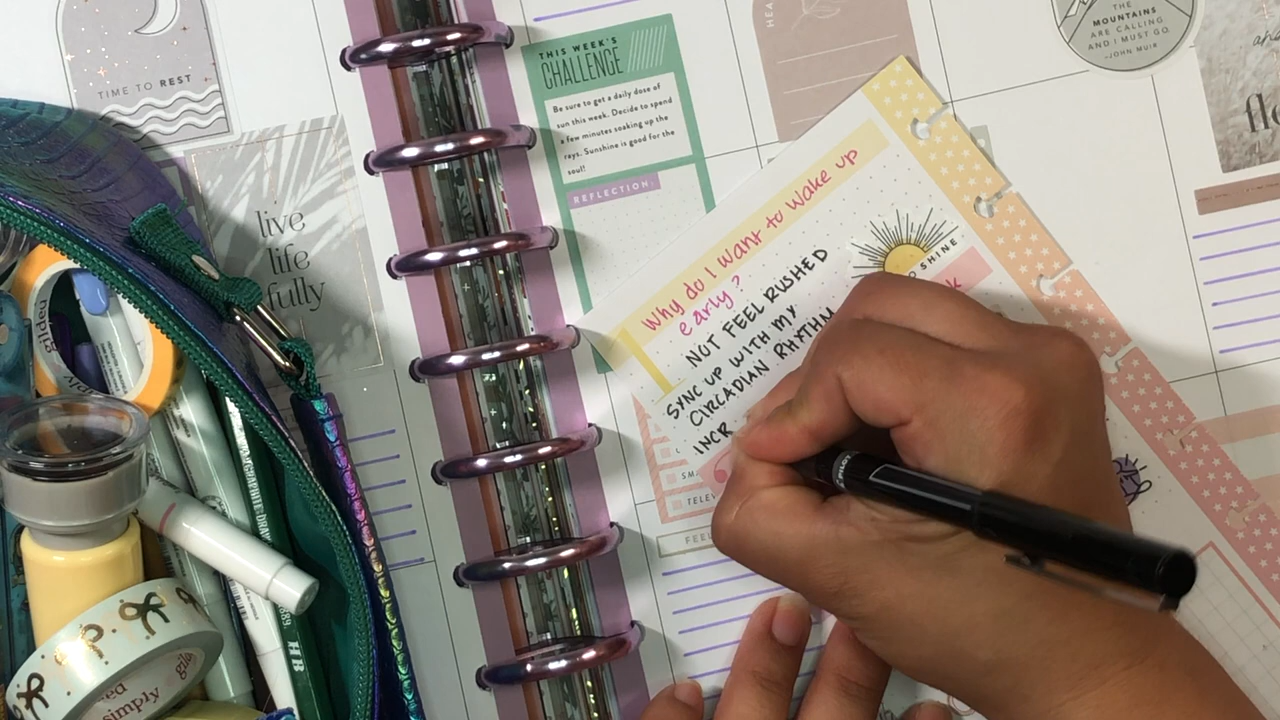 TIME TO REST
live
life
fully
THIS WEEK'S
CHALLENGE
Be sure to get a daily dose of
sun this week. Decide to spend
a few minutes soaking up the
rays. Sunshine is good for the
soul!
REFLECTION:
THE
MOUNTAINS
ARE CALLING
AND I MUST GO.
-JOHN MUIR
Why do I want to wake up
early?
NOT FEEL RUSHED
SYNC UP WITH MY
CIRCADIAN RHYTHM
INCR
SHINE
simply
gilded
HB